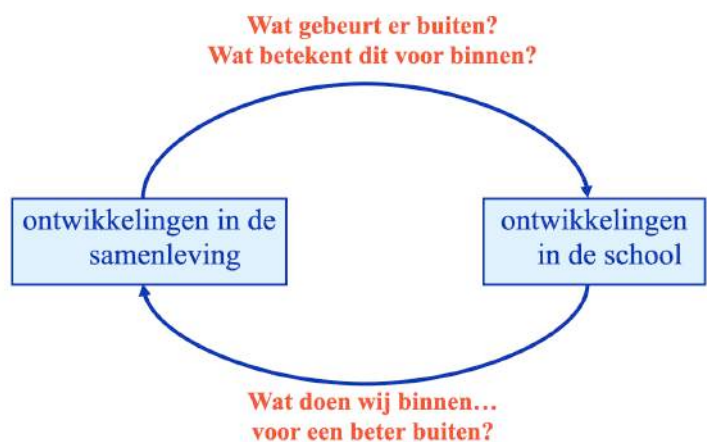 Wat gebeurt er buiten?
Wat betekent dit voor binnen?
ontwikkelingen in de
samenleving
ontwikkelingen
in de school
Wat doen wij binnen…
voor een beter buiten?